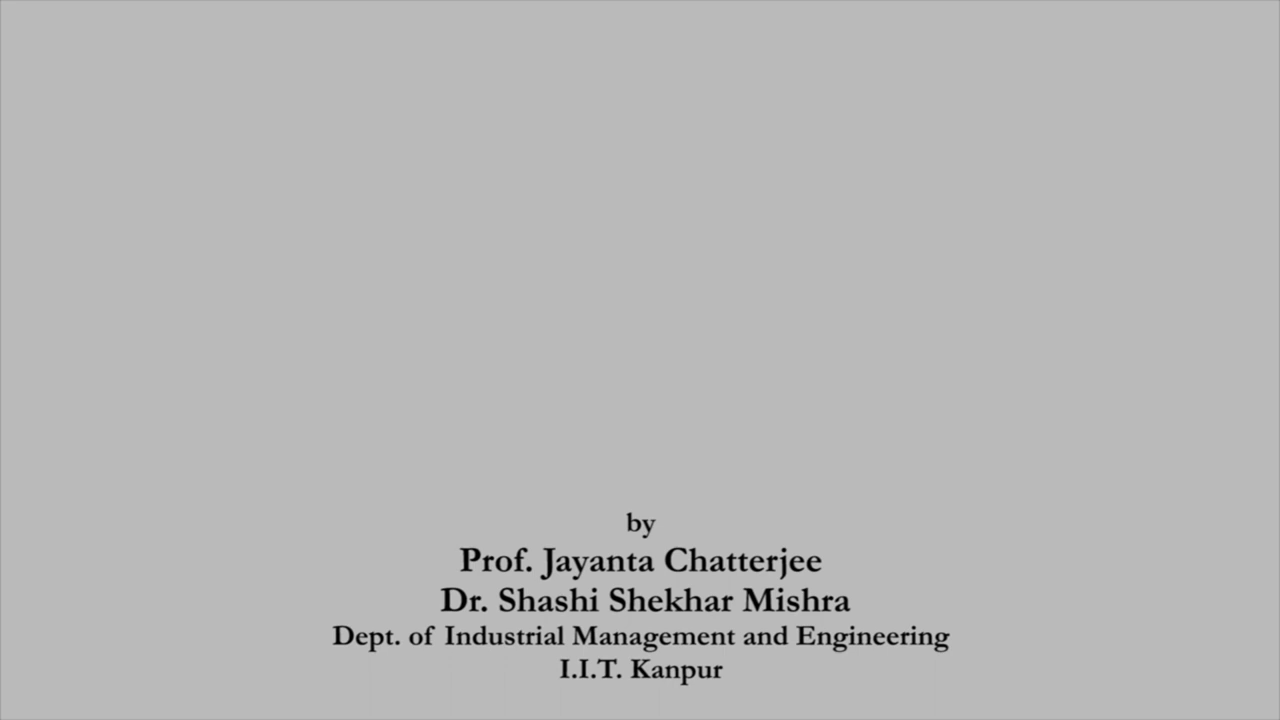 by
Prof. Jayanta Chatterjee
Dr. Shashi Shekhar Mishra
Dept. of Industrial Management and Engineering
I.I.T. Kanpur